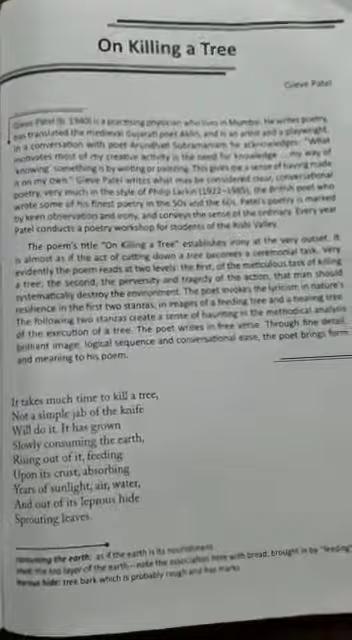 On Killing a Tree
Gieve Patel
Gieve Patel (b. 1940) is a practising physician who lives in Mumbai. He writes poetry,
has translated the medieval Gujarati poet Akho, and is an artist and a playwright.
In a conversation with poet Arundhati Subramaniam he acknowledges: "What
motivates most of my creative activity is the need for knowledge ... my way of
'knowing' something is by writing or painting. This gives me a sense of having made
it on my own." Gieve Patel writes what may be considered clear, conversational
poetry, very much in the style of Philip Larkin (1922–1985), the British poet who
wrote some of his finest poetry in the 50s and the 60s. Patel's poetry is marked
by keen observation and irony, and conveys the sense of the ordinary. Every year
Patel conducts a poetry workshop for students of the Rishi Valley.
The poem's title "On Killing a Tree" establishes irony at the very outset. It
is almost as if the act of cutting down a tree becomes a ceremonial task. Very
evidently the poem reads at two levels: the first, of the meticulous task of killing
a tree; the second, the perversity and tragedy of the action, that man should
systematically destroy the environment. The poet invokes the lyricism in nature's
resilience in the first two stanzas, in images of a feeding tree and a healing tree.
The following two stanzas create a sense of haunting in the methodical analysis
of the execution of a tree. The poet writes in free verse. Through fine detail,
brilliant image, logical sequence and conversational ease, the poet brings form
and meaning to his poem.
It takes much time to kill a tree,
Not a simple jab of the knife
Will do it. It has grown
Slowly consuming the earth,
Rising out of it, feeding
Upon its crust, absorbing
Years of sunlight, air, water,
And out of its leprous hide
Sprouting leaves.
consuming the earth: as if the earth is its nourishment
crust: the top layer of the earth—note the association here with bread, brought in by "feeding"
leprous hide: tree bark which is probably rough and has marks